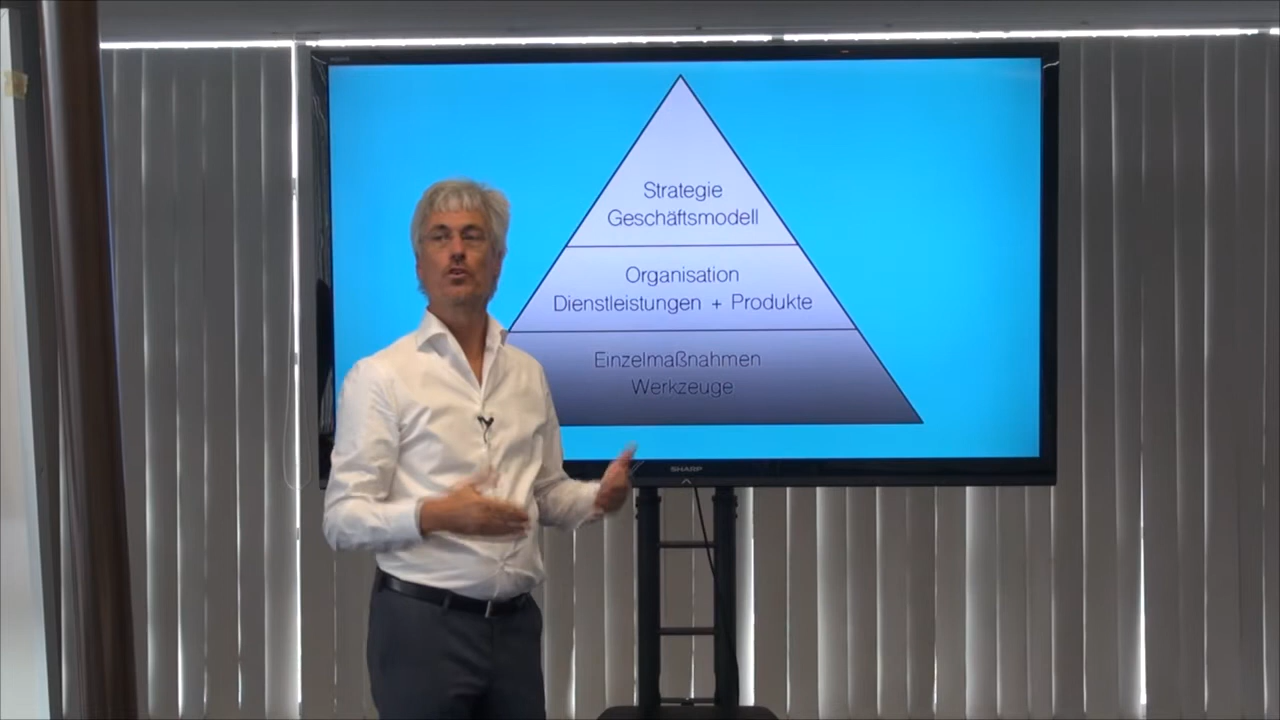 Strategie
Geschäftsmodell
Organisation
Dienstleistungen + Produkte
Einzelmaßnahmen
Werkzeuge
SHARP